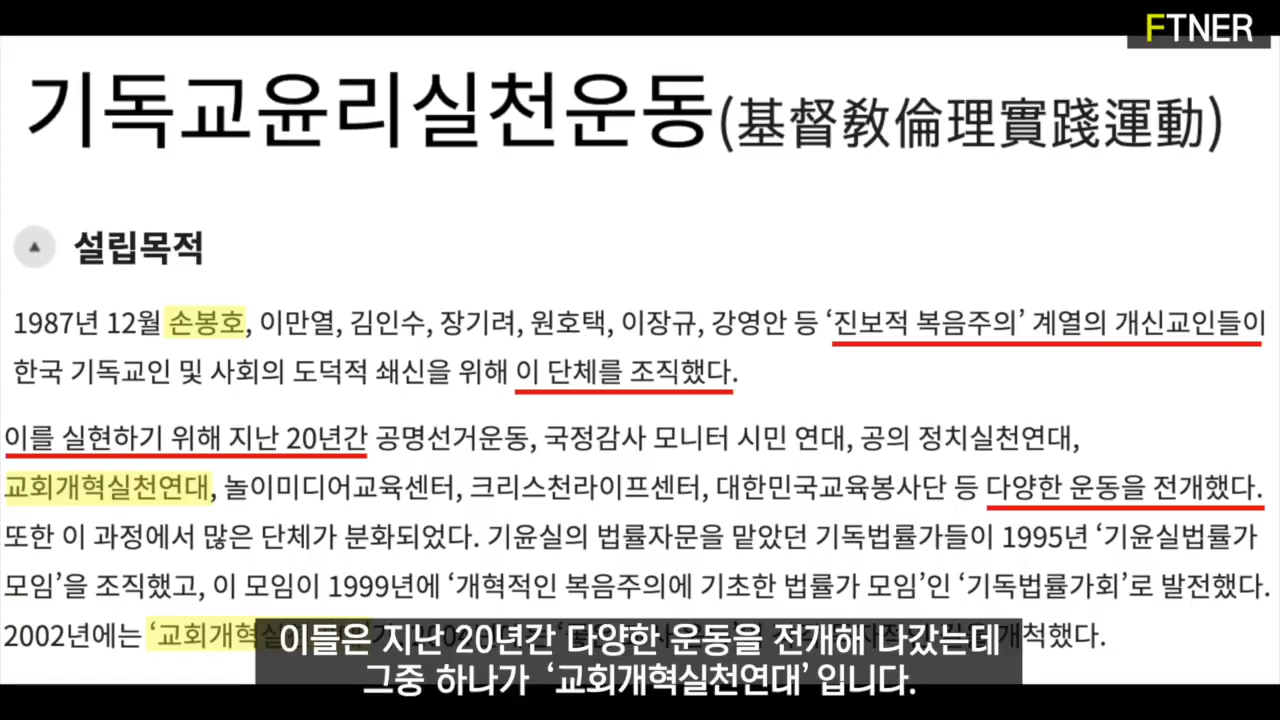 FTNER
기독교윤리실천운동(基督敎倫理實踐運動)
▲ 설립목적
1987년 12월 손봉호, 이만열, 김인수, 장기려, 원호택, 이장규, 강영안 등 ‘진보적 복음주의’ 계열의 개신교인들이
한국 기독교인 및 사회의 도덕적 쇄신을 위해 이 단체를 조직했다.
이를 실현하기 위해 지난 20년간 공명선거운동, 국정감사 모니터 시민 연대, 공의 정치실천연대,
교회개혁실천연대, 놀이미디어교육센터, 크리스천라이프센터, 대한민국교육봉사단 등 다양한 운동을 전개했다.
또한 이 과정에서 많은 단체가 분화되었다. 기윤실의 법률자문을 맡았던 기독법률가들이 1995년 ‘기윤실법률가
모임’을 조직했고, 이 모임이 1999년에 ‘개혁적인 복음주의에 기초한 법률가 모임’인 ‘기독법률가회’로 발전했다.
2002년에는 ‘교회개혁 개척했다.
이들은 지난 20년간 다양한 운동을 전개해 나갔는데
그중 하나가 ‘교회개혁실천연대’ 입니다.